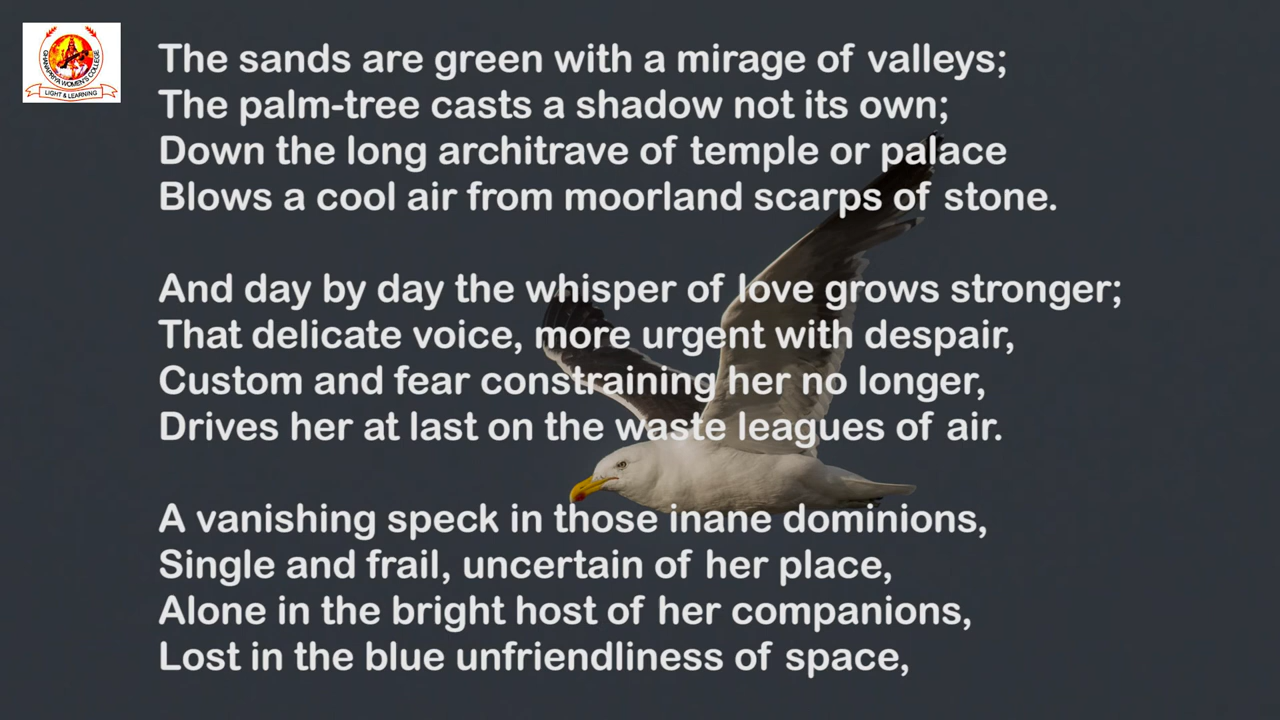 GHANAPRIYA WOMEN'S COLLEGE
LIGHT & LEARNING
The sands are green with a mirage of valleys;
The palm-tree casts a shadow not its own;
Down the long architrave of temple or palace
Blows a cool air from moorland scarps of stone.
And day by day the whisper of love grows stronger;
That delicate voice, more urgent with despair,
Custom and fear constraining her no longer,
Drives her at last on the waste leagues of air.
A vanishing speck in those inane dominions,
Single and frail, uncertain of her place,
Alone in the bright host of her companions,
Lost in the blue unfriendliness of space,